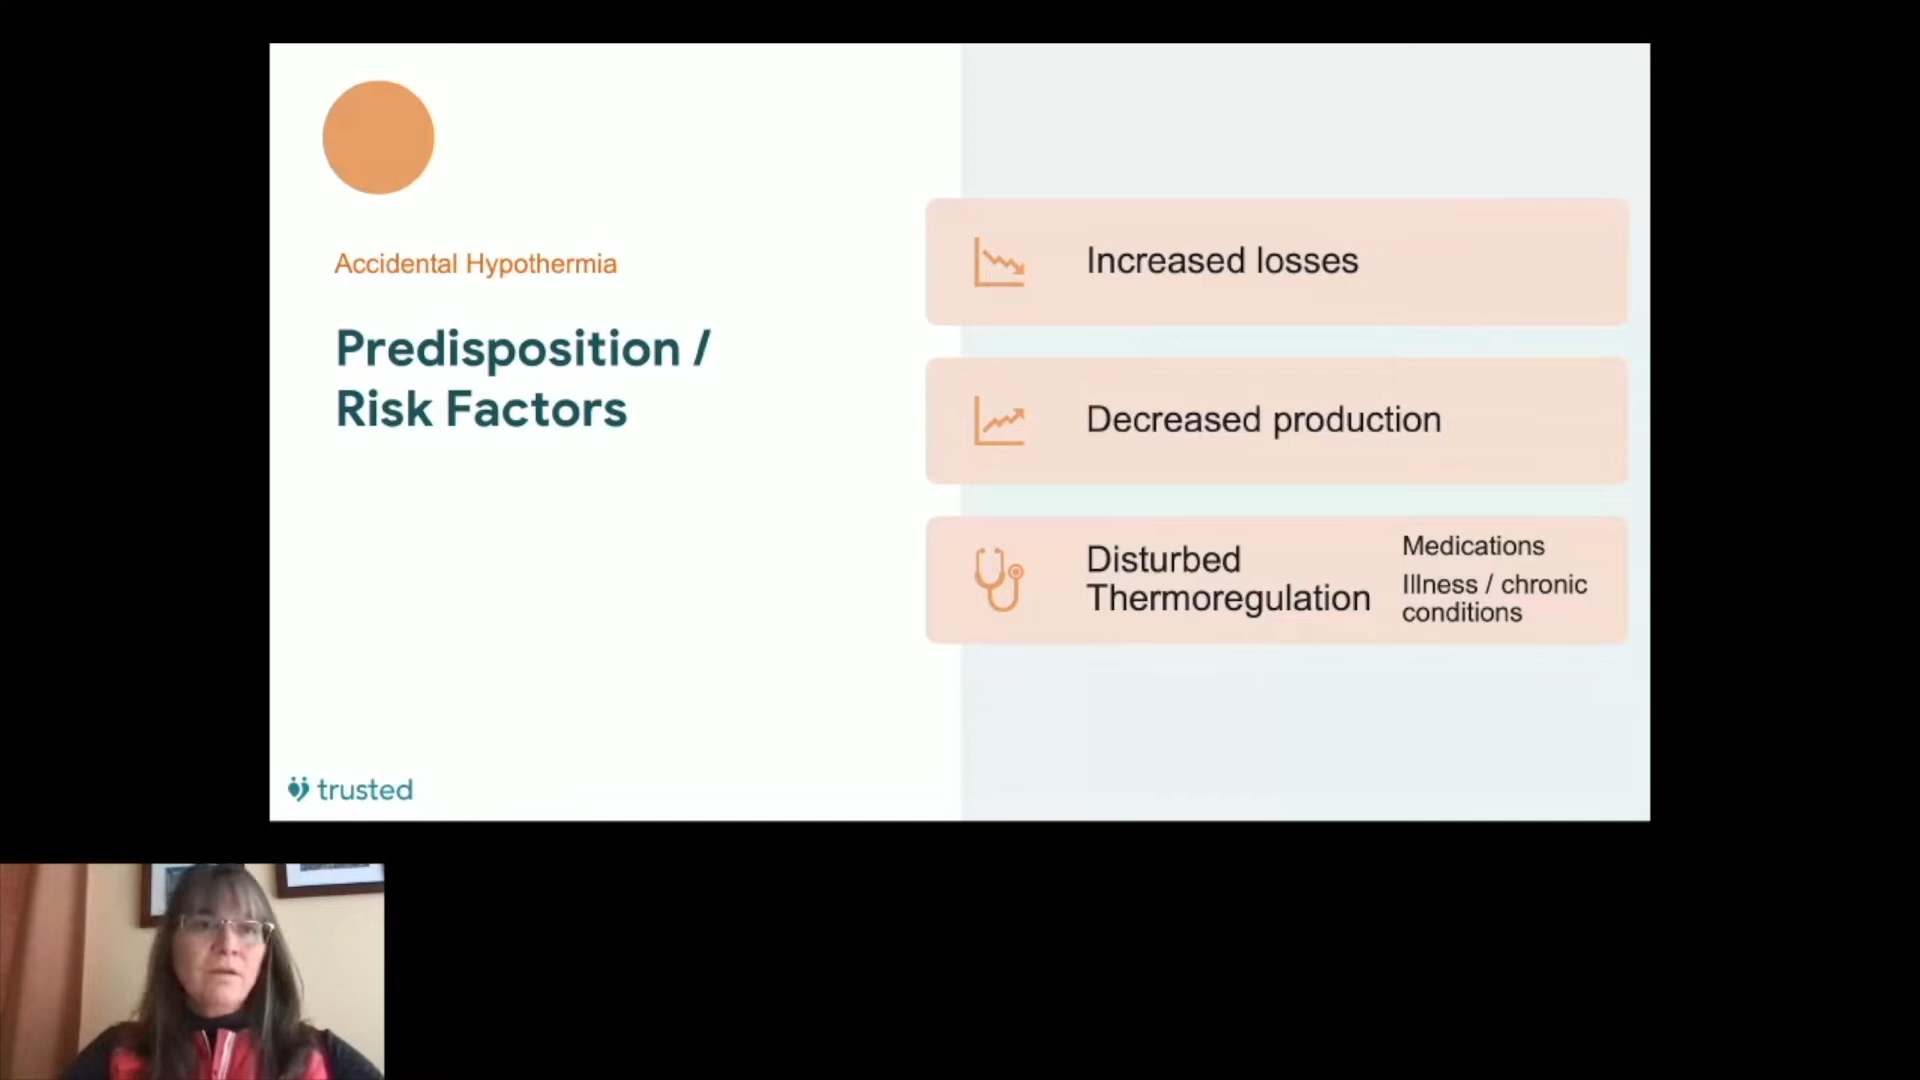 Accidental Hypothermia
Predisposition /
Risk Factors
Increased losses
Decreased production
Disturbed
Thermoregulation
Medications
Illness / chronic
conditions
trusted